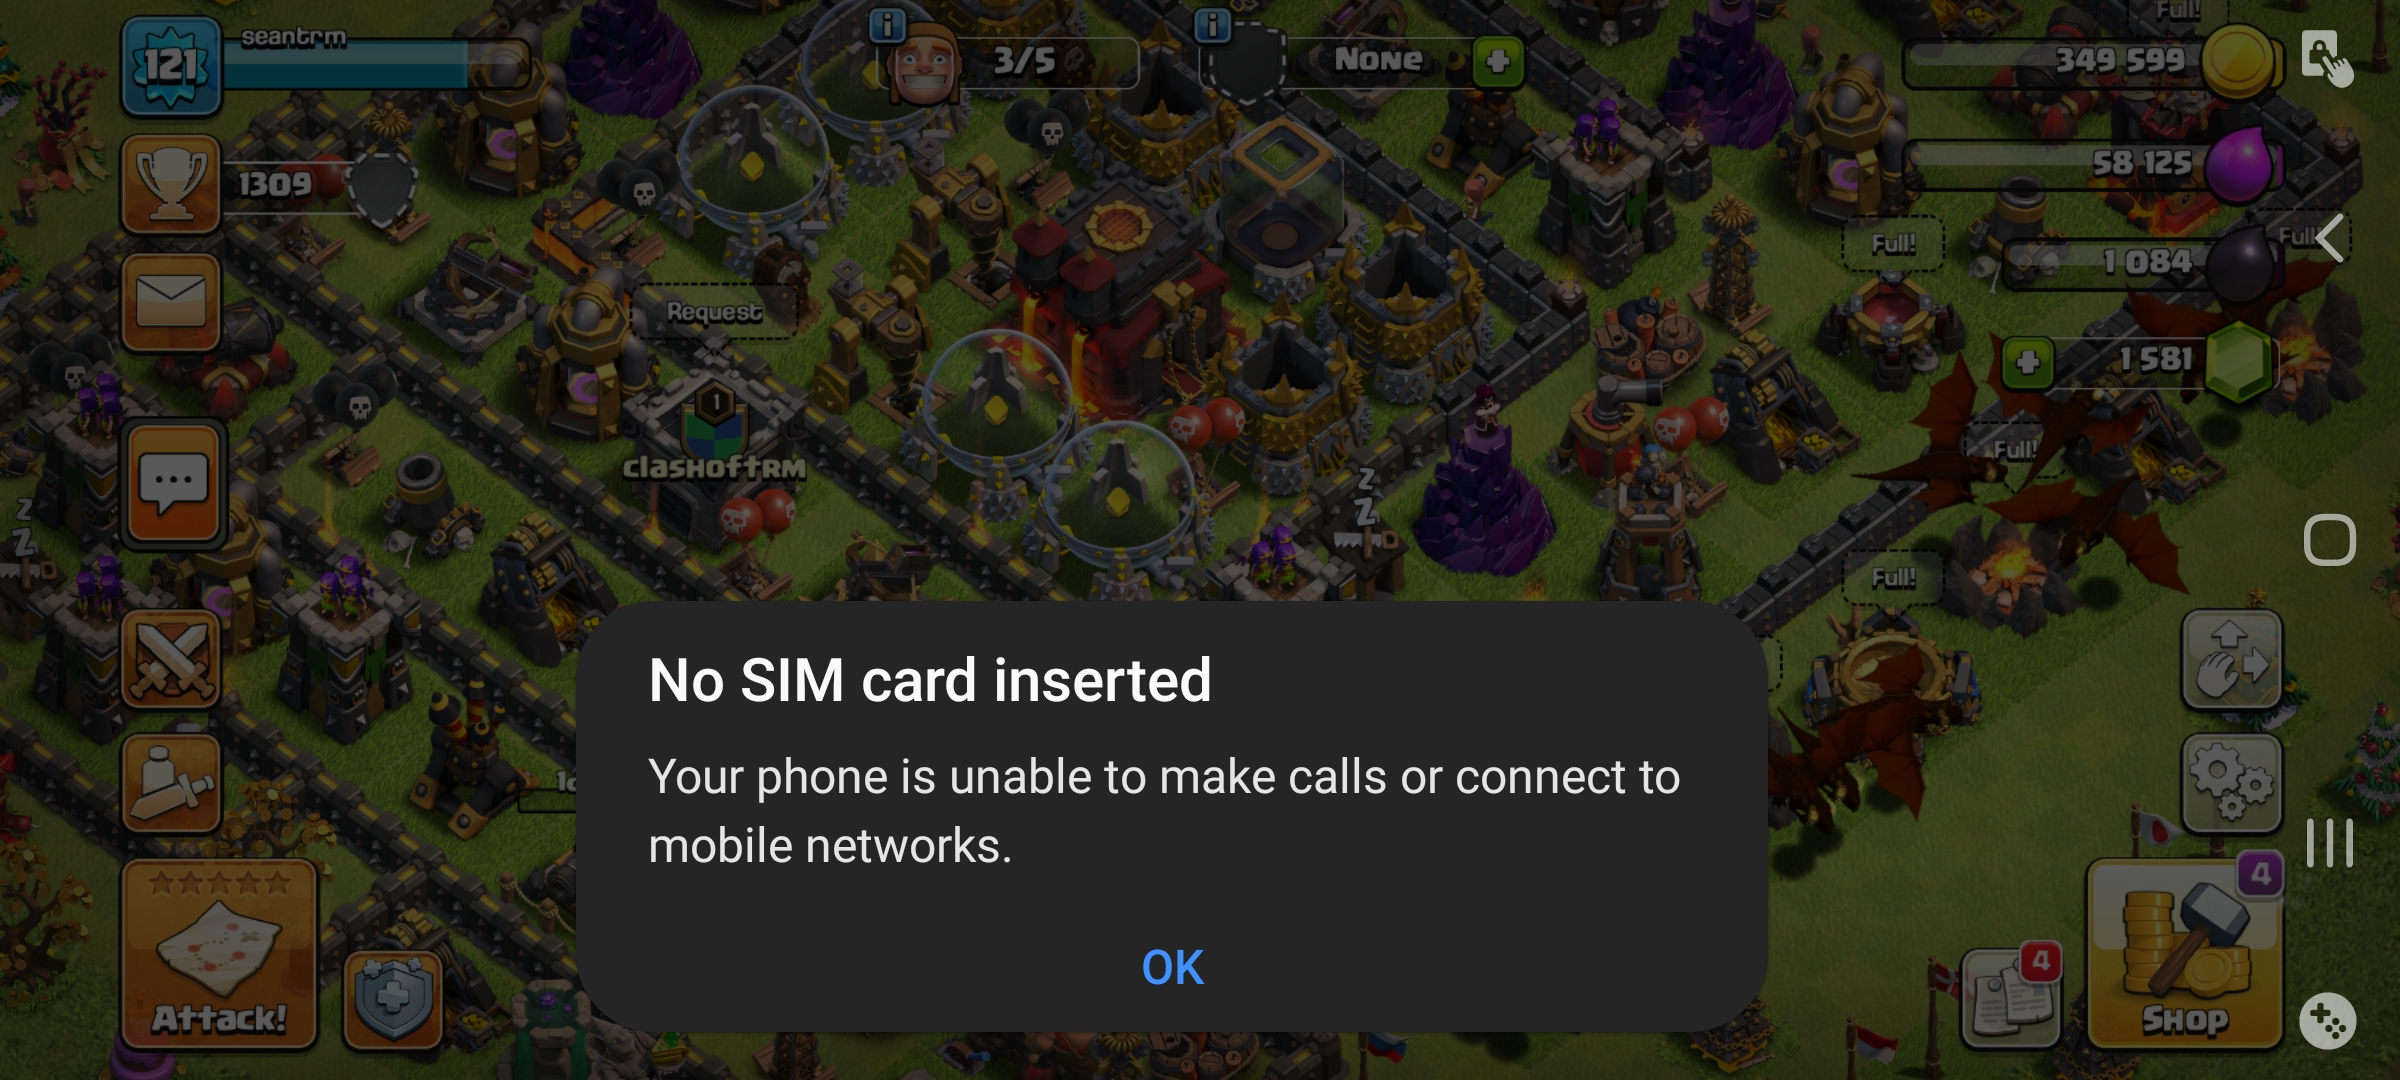 121
seantrm
3/5
None
Full!
349 599
1309
58 125
Full!
Full!
1 084
Request
1 581
1
clashoftrm
Full!
Z
Z
Z
Z
Full!
No SIM card inserted
Your phone is unable to make calls or connect to
mobile networks.
OK
4
4
Attack!
Shop